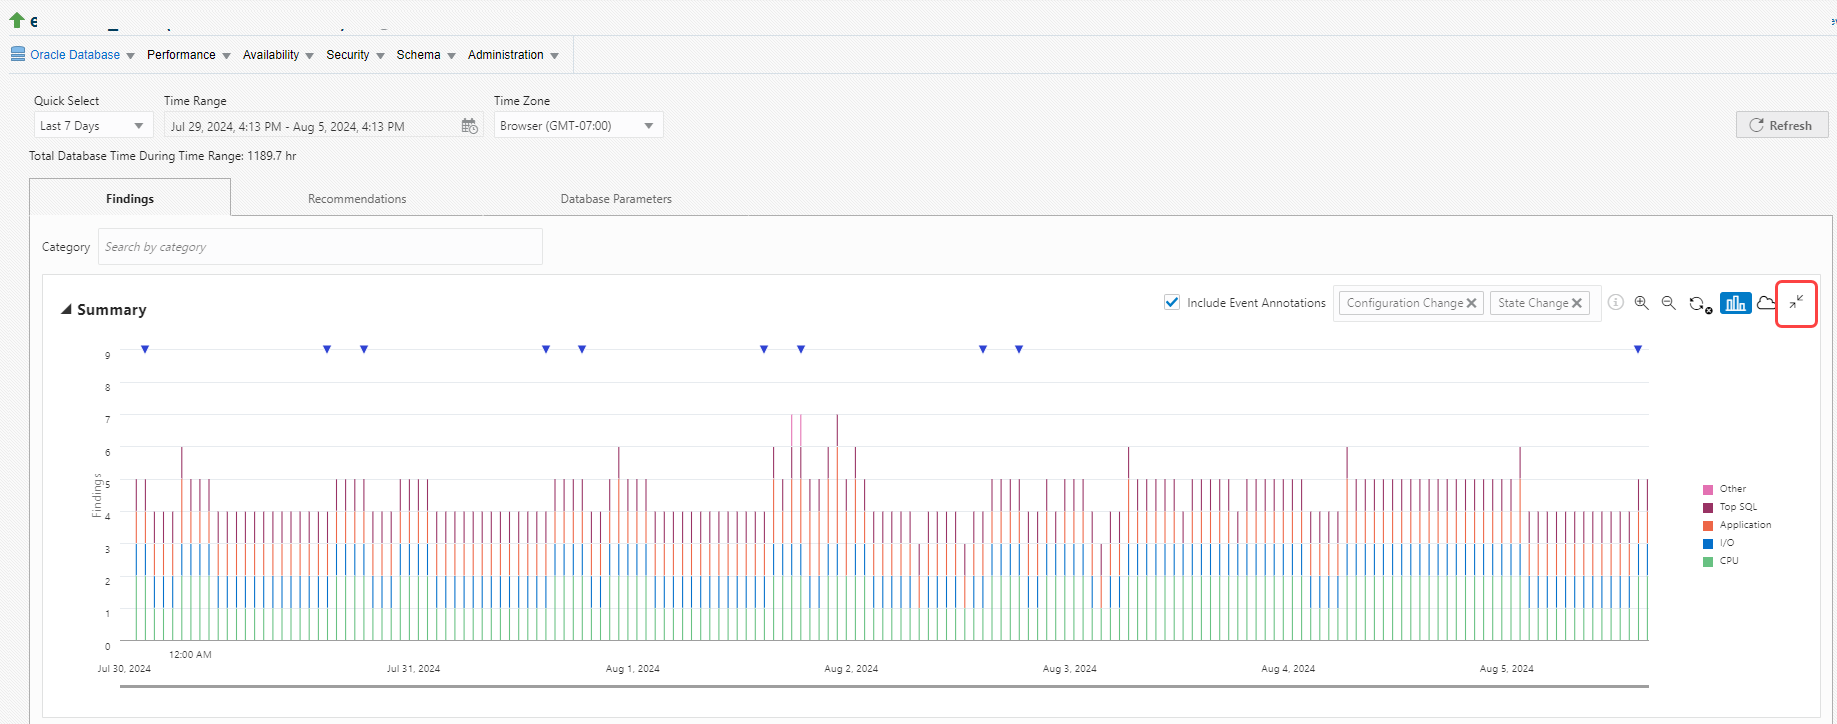 Oracle Database Performance Availability Security Schema Administration
Quick Select Time Range Time Zone
Last 7 Days Jul 29, 2024, 4:13 PM - Aug 5, 2024, 4:13 PM Browser (GMT-07:00) Refresh
Total Database Time During Time Range: 1189.7 hr
Findings Recommendations Database Parameters
Category Search by category
Summary Include Event Annotations Configuration Change State Change
9
8
7
6
5
4
3
2
1
0
Findings
Other
Top SQL
Application
I/O
CPU
12:00 AM
Jul 30, 2024 Jul 31, 2024 Aug 1, 2024 Aug 2, 2024 Aug 3, 2024 Aug 4, 2024 Aug 5, 2024